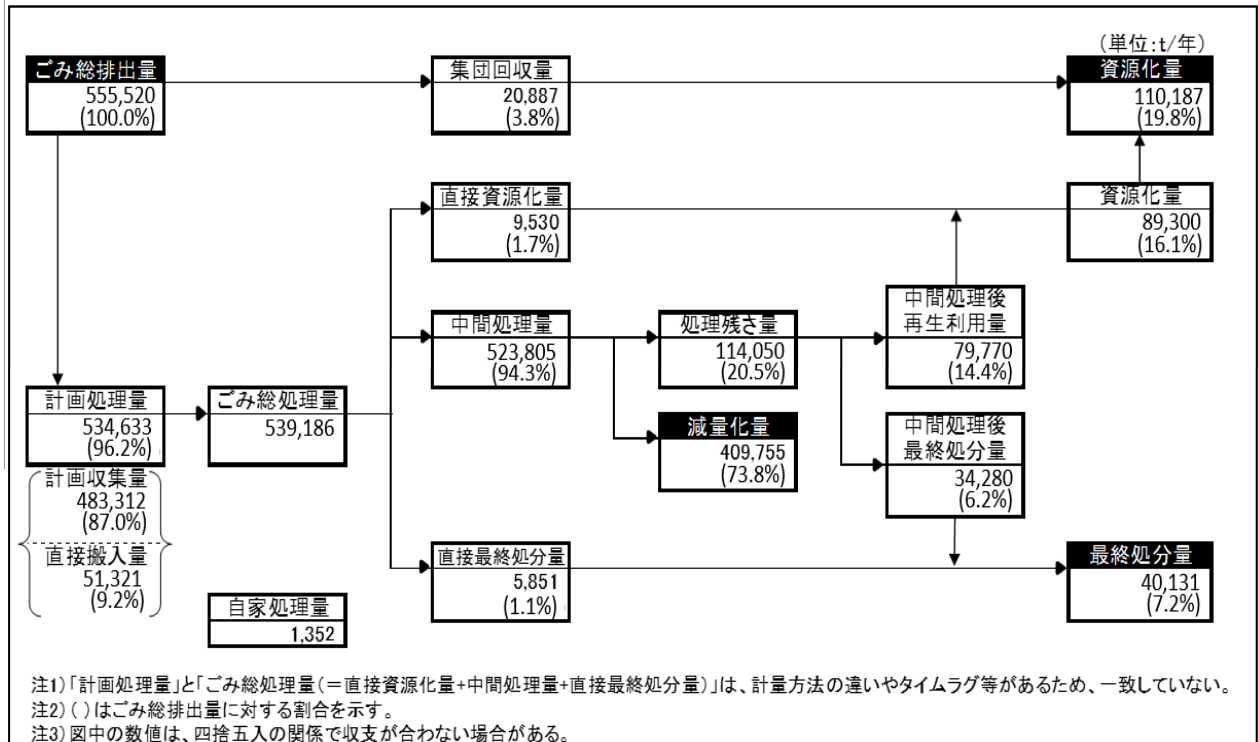 (単位:t/年)
ごみ総排出量
555,520
(100.0%)
集団回収量
20,887
(3.8%)
資源化量
110,187
(19.8%)
直接資源化量
9,530
(1.7%)
資源化量
89,300
(16.1%)
中間処理量
523,805
(94.3%)
処理残さ量
114,050
(20.5%)
中間処理後
再生利用量
79,770
(14.4%)
計画処理量
534,633
(96.2%)
ごみ総処理量
539,186
減量化量
409,755
(73.8%)
中間処理後
最終処分量
34,280
(6.2%)
計画収集量
483,312
(87.0%)
直接搬入量
51,321
(9.2%)
自家処理量
1,352
直接最終処分量
5,851
(1.1%)
最終処分量
40,131
(7.2%)
注1)「計画処理量」と「ごみ総処理量(=直接資源化量+中間処理量+直接最終処分量)」は、計量方法の違いやタイムラグ等があるため、一致していない。
注2)( )はごみ総排出量に対する割合を示す。
注3)図中の数値は、四捨五入の関係で収支が合わない場合がある。